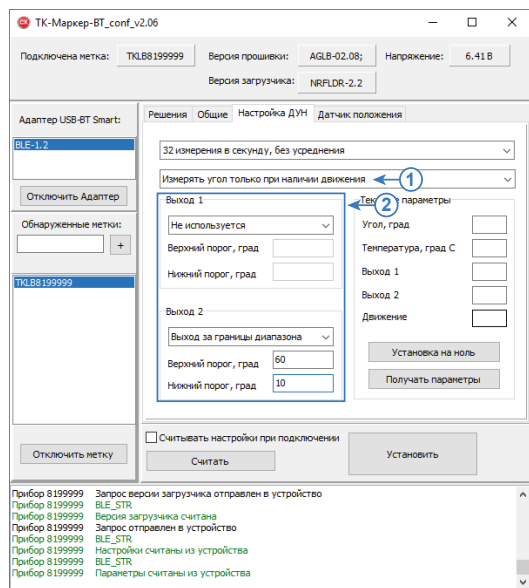 TK-Маркер-BT_conf_v2.06
Подключена метка: TKLB8199999 Версия прошивки: AGLB-02.08; Напряжение: 6.41 В
Версия загрузчика: NRFLDR-2.2
Адаптер USB-BT Smart:
BLE-1.2
Отключить Адаптер
Обнаруженные метки:
+
TKLB8199999
Отключить метку
Решения Общие Настройка ДУН Датчик положения
32 измерения в секунду, без усреднения
Измерять угол только при наличии движения 1
2
Выход 1
Не используется
Верхний порог, град
Нижний порог, град
Выход 2
Выход за границы диапазона
Верхний порог, град 60
Нижний порог, град 10
параметры
Угол, град
Температура, град С
Выход 1
Выход 2
Движение
Установка на ноль
Получать параметры
Считывать настройки при подключении
Считать
Установить
Прибор 8199999 Запрос версии загрузчика отправлен в устройство
Прибор 8199999 BLE_STR
Прибор 8199999 Версия загрузчика считана
Прибор 8199999 Запрос отправлен в устройство
Прибор 8199999 BLE_STR
Прибор 8199999 Настройки считаны из устройства
Прибор 8199999 BLE_STR
Прибор 8199999 Параметры считаны из устройства